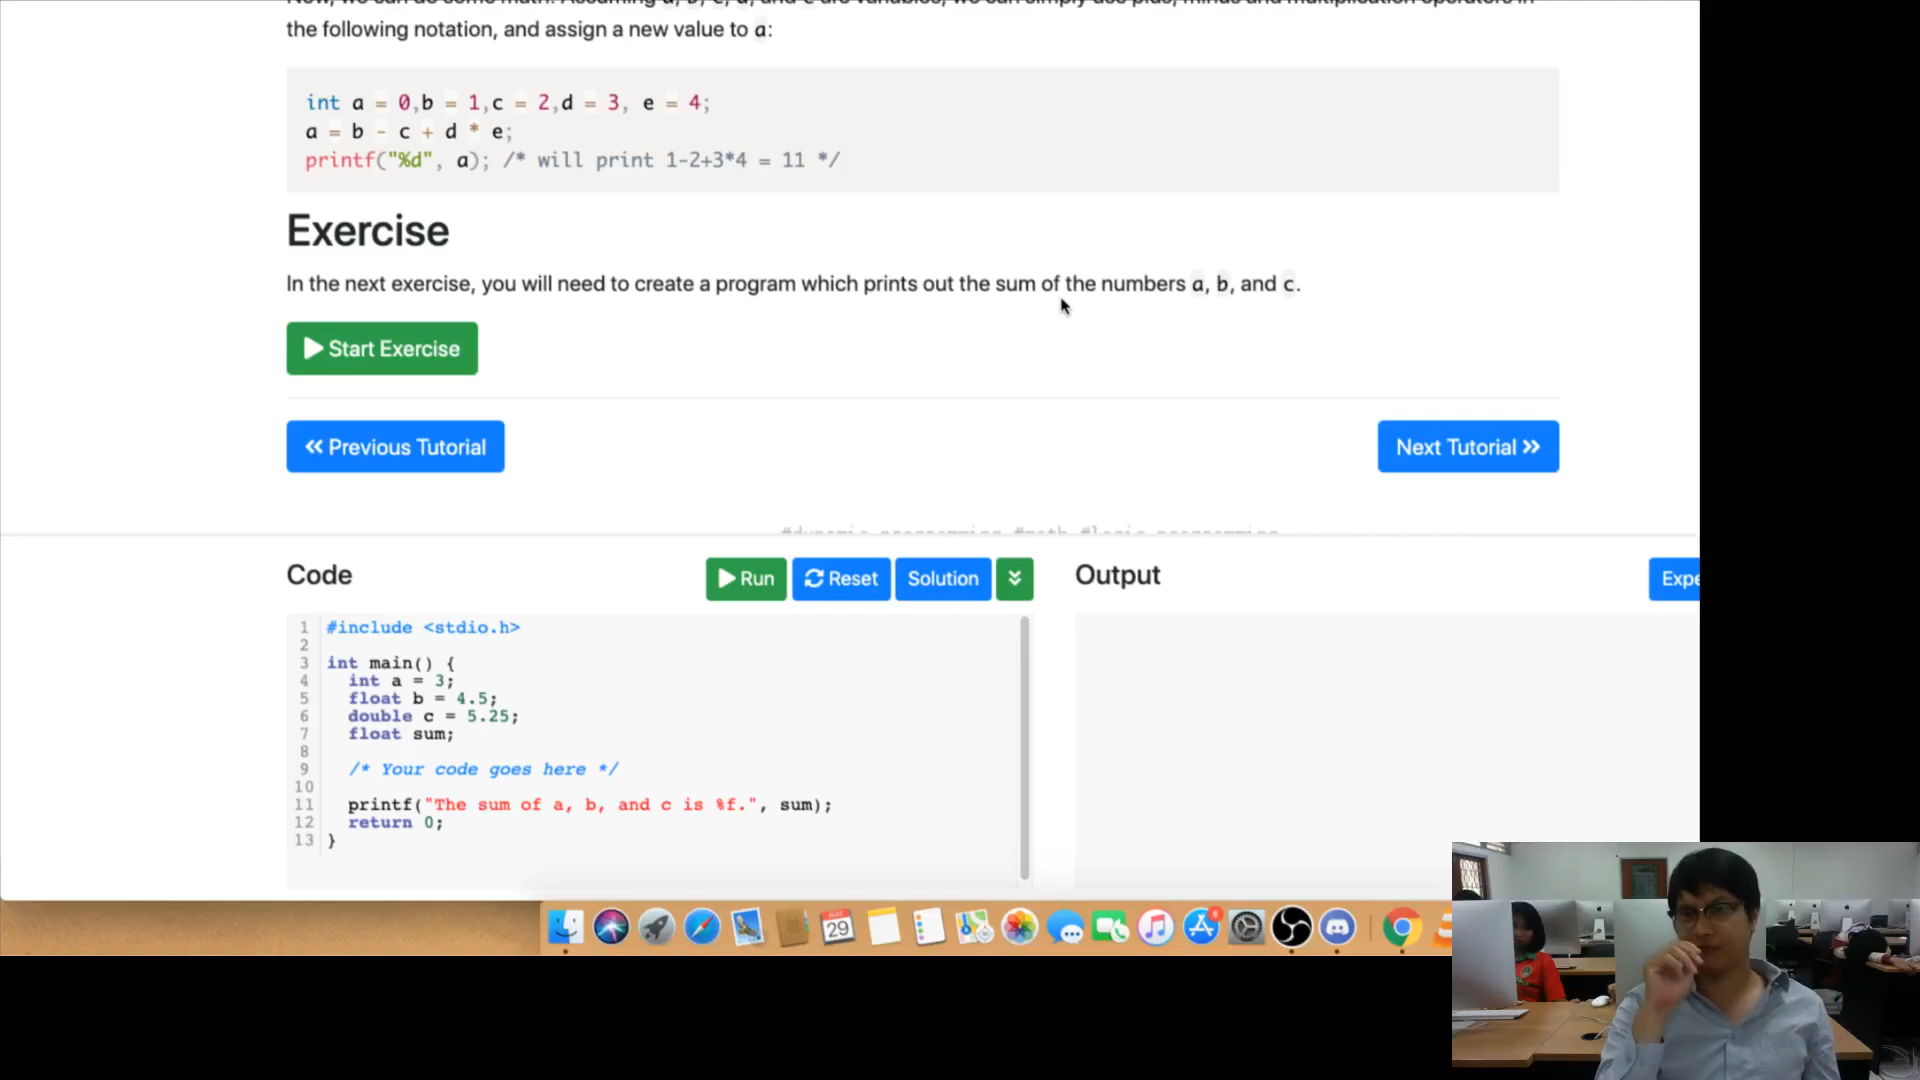 the following notation, and assign a new value to a:
int a = 0,b = 1,c = 2,d = 3, e = 4;
a = b - c + d * e;
printf("%d", a); /* will print 1-2+3*4 = 11 */
Exercise
In the next exercise, you will need to create a program which prints out the sum of the numbers a, b, and c.
Start Exercise
Previous Tutorial
Next Tutorial
Code
Run
Reset
Solution
Output
Expe
1 #include <stdio.h>
2
3 int main() {
4 int a = 3;
5 float b = 4.5;
6 double c = 5.25;
7 float sum;
8
9 /* Your code goes here */
10
11 printf("The sum of a, b, and c is %f.", sum);
12 return 0;
13 }
29